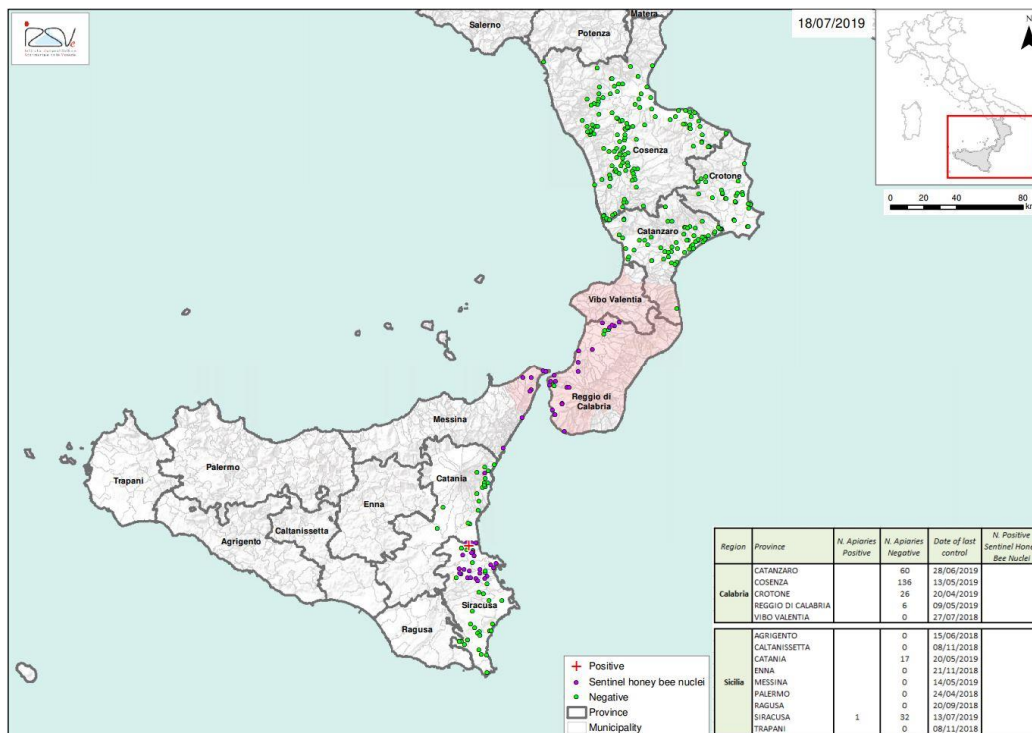 Matera
Salerno
Potenza
18/07/2019
N
IZSVe
Cosenza
Crotone
Catanzaro
0 20 40 80
km
Vibo Valentia
Reggio di
Calabria
Messina
Palermo
Trapani
Catania
Enna
Caltanissetta
Agrigento
Siracusa
Ragusa
Positive
Sentinel honey bee nuclei
Negative
Province
Municipality
Region Province N. Apiaries Positive N. Apiaries Negative Date of last control N. Positive Sentinel Hone Bee Nuclei
Calabria
CATANZARO 60 28/06/2019
COSENZA 136 13/05/2019
CROTONE 26 20/04/2019
REGGIO DI CALABRIA 6 09/05/2019
VIBO VALENTIA 0 27/07/2018
Sicilia
AGRIGENTO 0 15/06/2018
CALTANISSETTA 0 08/11/2018
CATANIA 17 20/05/2019
ENNA 0 21/11/2018
MESSINA 0 14/05/2019
PALERMO 0 24/04/2018
RAGUSA 0 20/09/2018
SIRACUSA 1 32 13/07/2019
TRAPANI 0 08/11/2018